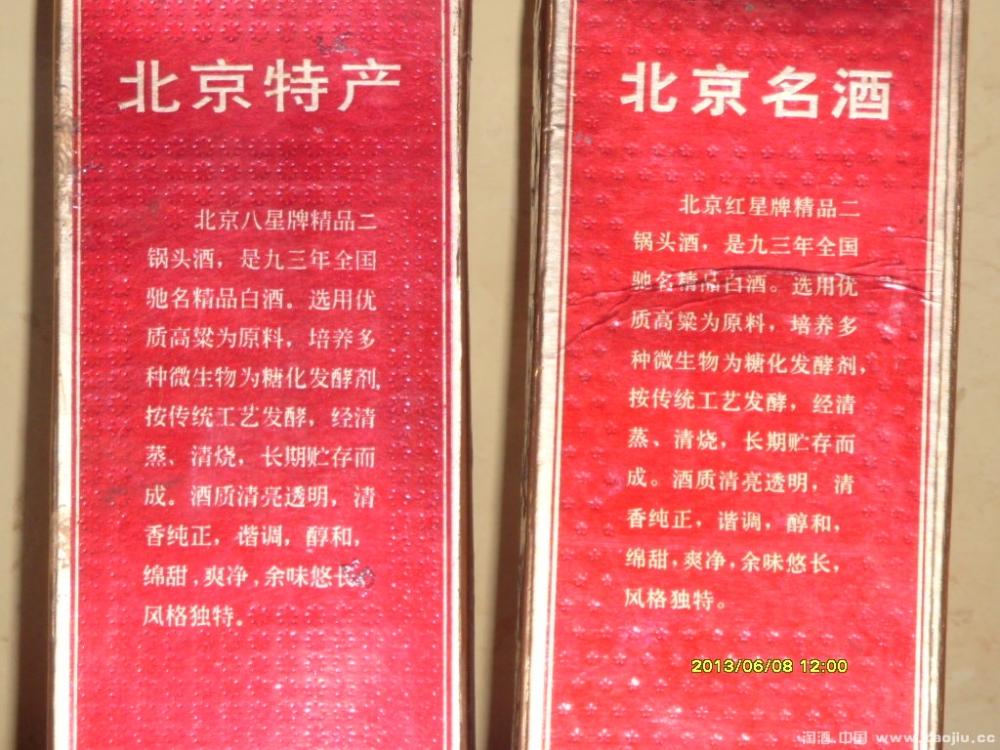 北京特产
北京八星牌精品二
锅头酒，是九三年全国
驰名精品白酒。选用优
质高粱为原料，培养多
种微生物为糖化发酵剂,
按传统工艺发酵，经清
蒸、清烧，长期贮存而
成。酒质清亮透明，清
香纯正，谐调，醇和，
绵甜,爽净,余味悠长,
风格独特。
北京名酒
北京红星牌精品二
锅头酒，是九三年全国
驰名精品白酒。选用优
质高粱为原料，培养多
种微生物为糖化发酵剂，
按传统工艺发酵，经清
蒸、清烧，长期贮存而
成。酒质清亮透明，清
香纯正，谐调，醇和，
绵甜,爽净,余味悠长，
风格独特。
2013/06/08 12:00
淘酒.中国 www.taojiu.cc